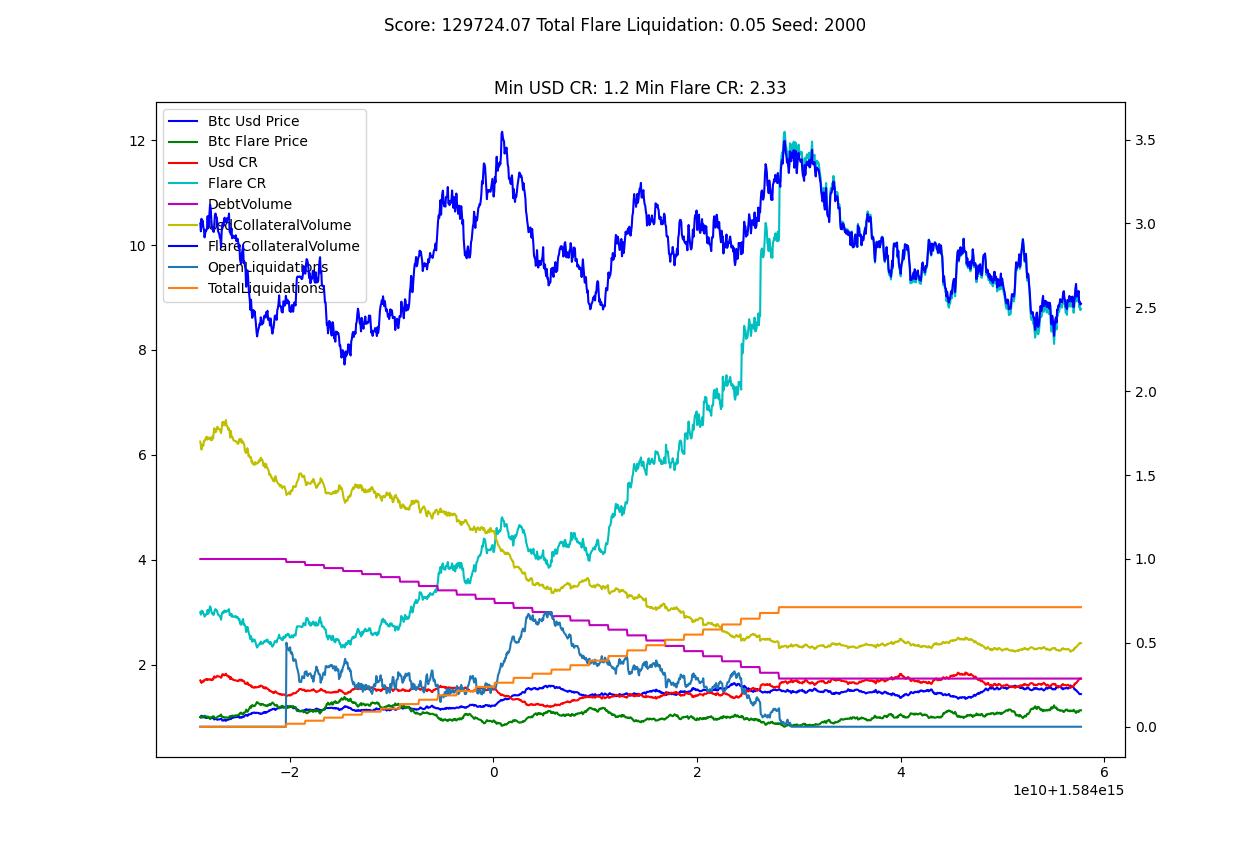 Score: 129724.07 Total Flare Liquidation: 0.05 Seed: 2000
Min USD CR: 1.2 Min Flare CR: 2.33
Btc Usd Price
Btc Flare Price
Usd CR
Flare CR
DebtVolume
UsdCollateralVolume
FlareCollateralVolume
OpenLiquidations
TotalLiquidations
12
10
8
6
4
2
3.5
3.0
2.5
2.0
1.5
1.0
0.5
0.0
−2
0
2
4
6
1e10+1.584e15